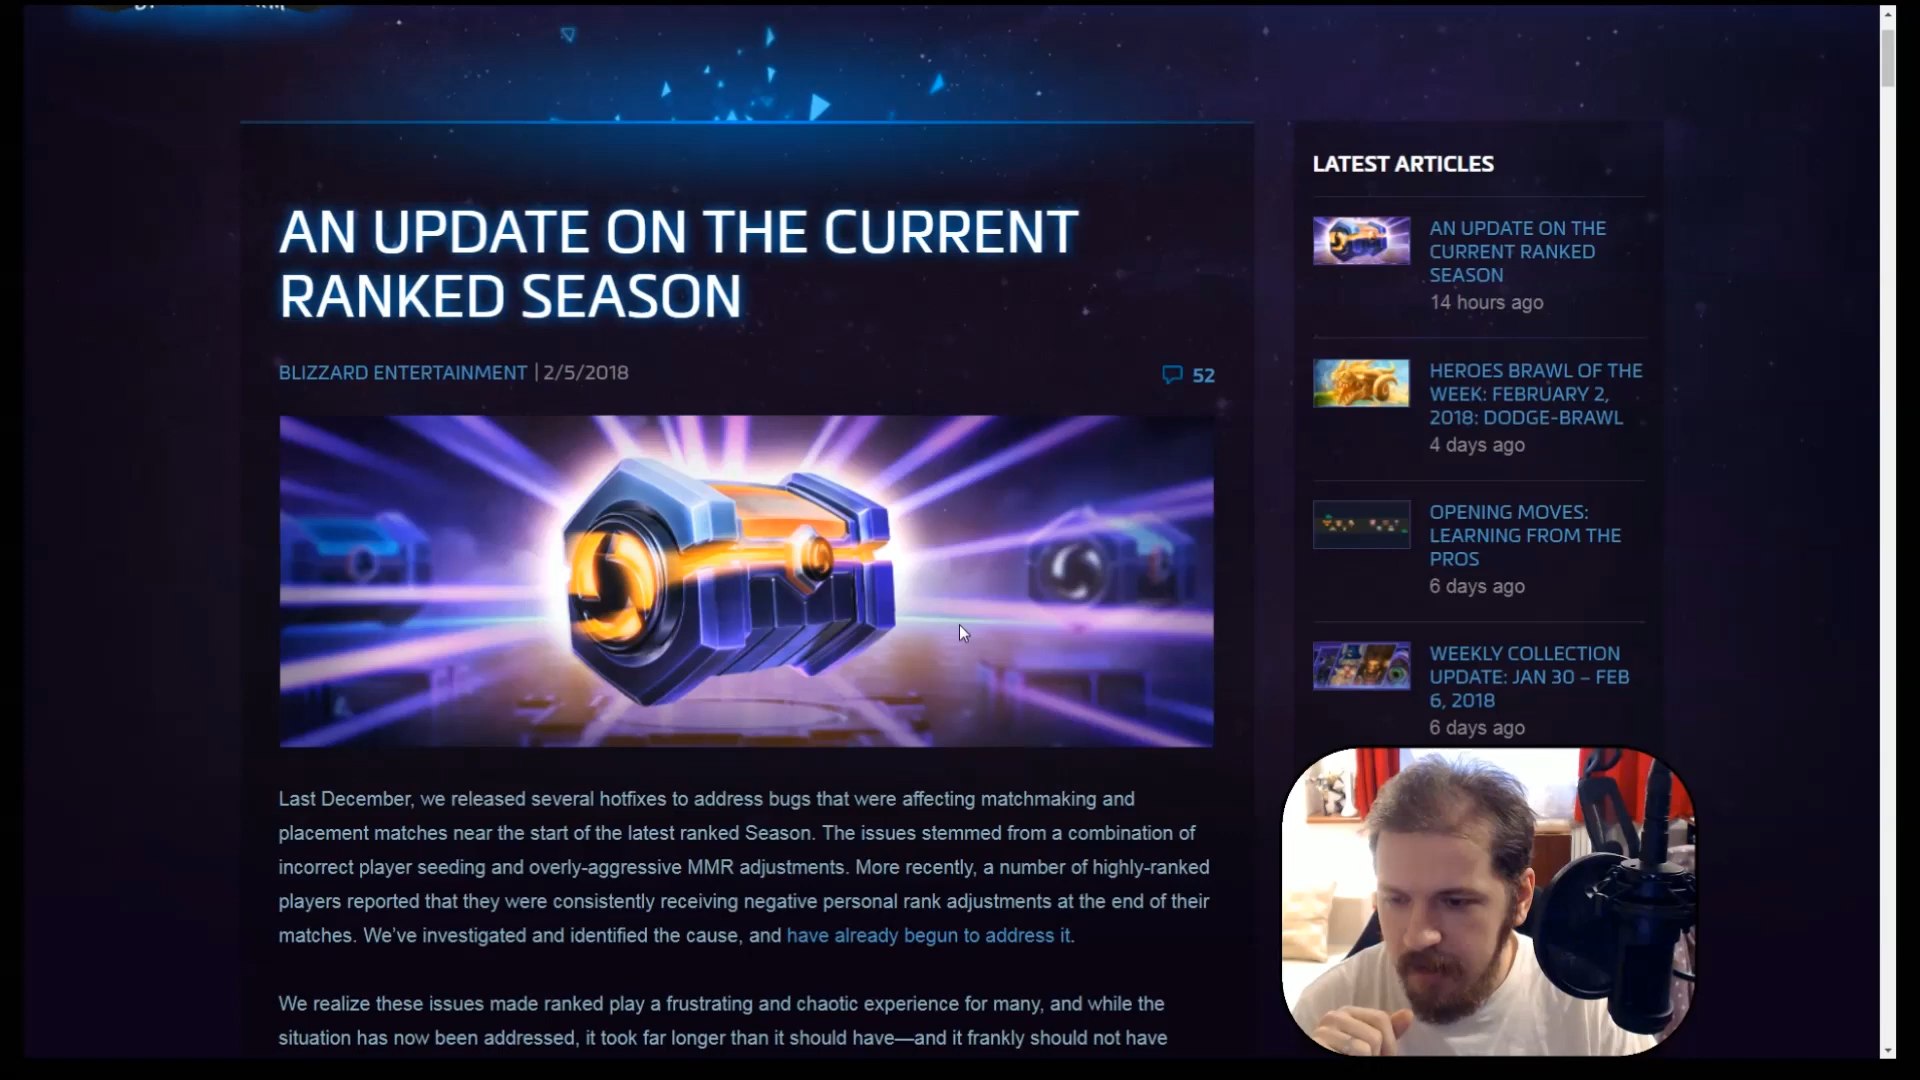 AN UPDATE ON THE CURRENT
RANKED SEASON
BLIZZARD ENTERTAINMENT | 2/5/2018
52
Last December, we released several hotfixes to address bugs that were affecting matchmaking and
placement matches near the start of the latest ranked Season. The issues stemmed from a combination of
incorrect player seeding and overly-aggressive MMR adjustments. More recently, a number of highly-ranked
players reported that they were consistently receiving negative personal rank adjustments at the end of their
matches. We've investigated and identified the cause, and have already begun to address it.
We realize these issues made ranked play a frustrating and chaotic experience for many, and while the
situation has now been addressed, it took far longer than it should have—and it frankly should not have
LATEST ARTICLES
AN UPDATE ON THE
CURRENT RANKED
SEASON
14 hours ago
HEROES BRAWL OF THE
WEEK: FEBRUARY 2,
2018: DODGE-BRAWL
4 days ago
OPENING MOVES:
LEARNING FROM THE
PROS
6 days ago
WEEKLY COLLECTION
UPDATE: JAN 30 – FEB
6, 2018
6 days ago